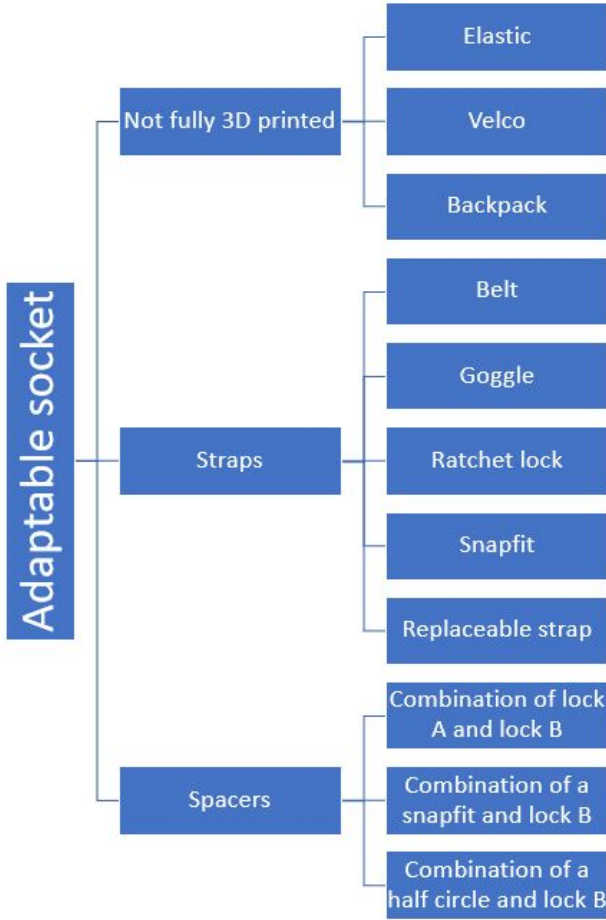 Adaptable socket
Not fully 3D printed
Elastic
Velco
Backpack
Straps
Belt
Goggle
Ratchet lock
Snapfit
Replaceable strap
Spacers
Combination of lock
A and lock B
Combination of a
snapfit and lock B
Combination of a
half circle and lock B